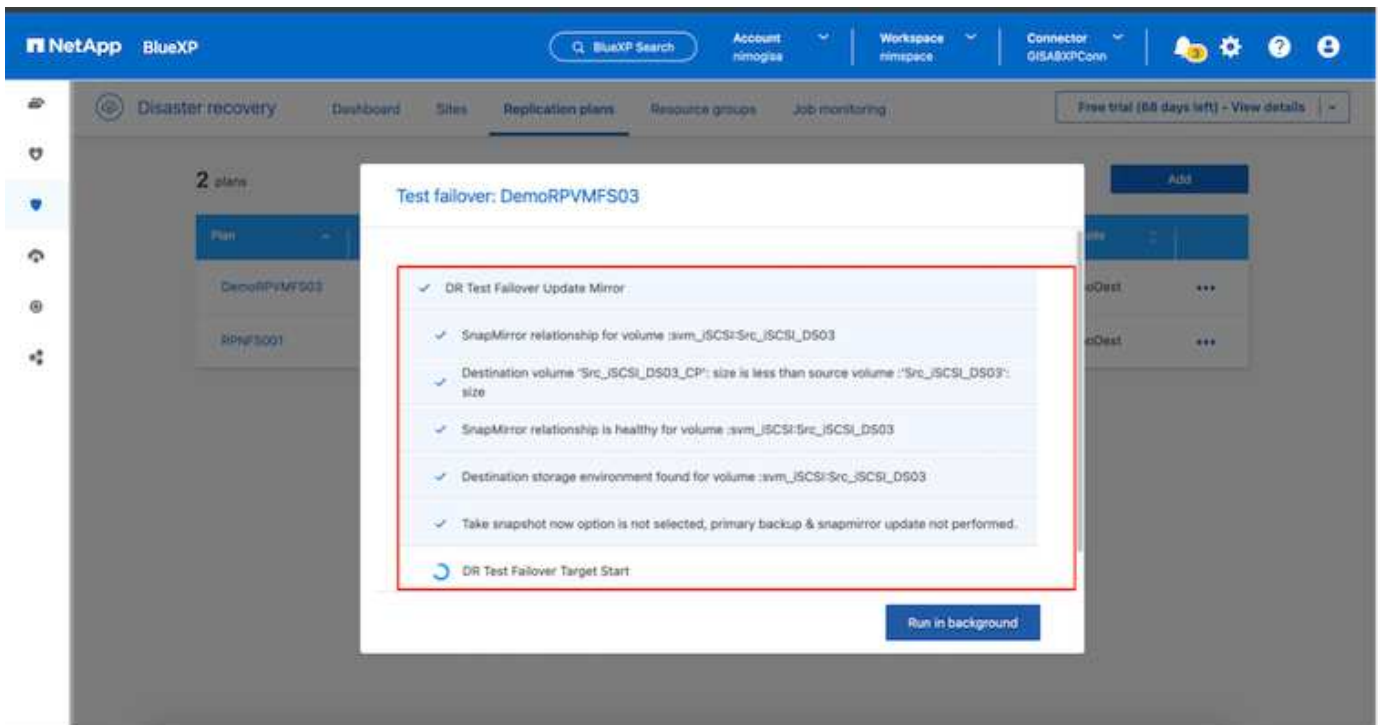 NetApp BlueXP
BlueXP Search
Account
nimogisa
Workspace
nimspace
Connector
GISABXPConn
3
Disaster recovery
Dashboard
Sites
Replication plans
Resource groups
Job monitoring
Free trial (68 days left) - View details
2 plans
Add
Test failover: DemoRPVMFS03
Plan
DemoRPVMFS03
RPNFS001
DR Test Failover Update Mirror
SnapMirror relationship for volume :svm_iSCSI:Src_iSCSI_DS03
Destination volume 'Src_iSCSI_DS03_CP': size is less than source volume :'Src_iSCSI_DS03':
size
SnapMirror relationship is healthy for volume :svm_iSCSI:Src_iSCSI_DS03
Destination storage environment found for volume :svm_iSCSI:Src_iSCSI_DS03
Take snapshot now option is not selected, primary backup & snapmirror update not performed.
DR Test Failover Target Start
Run in background